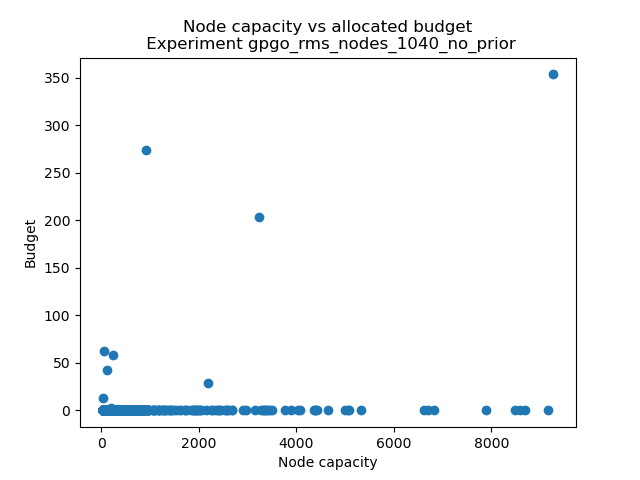 Node capacity vs allocated budget
Experiment gpgo_rms_nodes_1040_no_prior
350
300
250
200
150
100
50
0
Budget
0 2000 4000 6000 8000
Node capacity